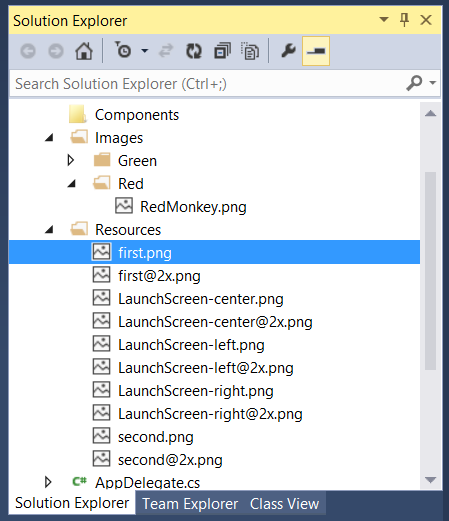 Solution Explorer
Search Solution Explorer (Ctrl+;)
Components
Images
Green
Red
RedMonkey.png
Resources
first.png
first@2x.png
LaunchScreen-center.png
LaunchScreen-center@2x.png
LaunchScreen-left.png
LaunchScreen-left@2x.png
LaunchScreen-right.png
LaunchScreen-right@2x.png
second.png
second@2x.png
C# AppDelegate.cs
Solution Explorer Team Explorer Class View